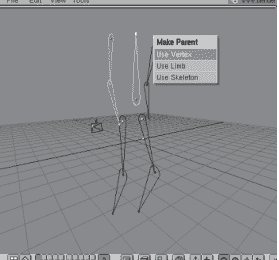 File Edit View Tools
Make Parent
Use Vertex
Use Limb
Use Skeleton